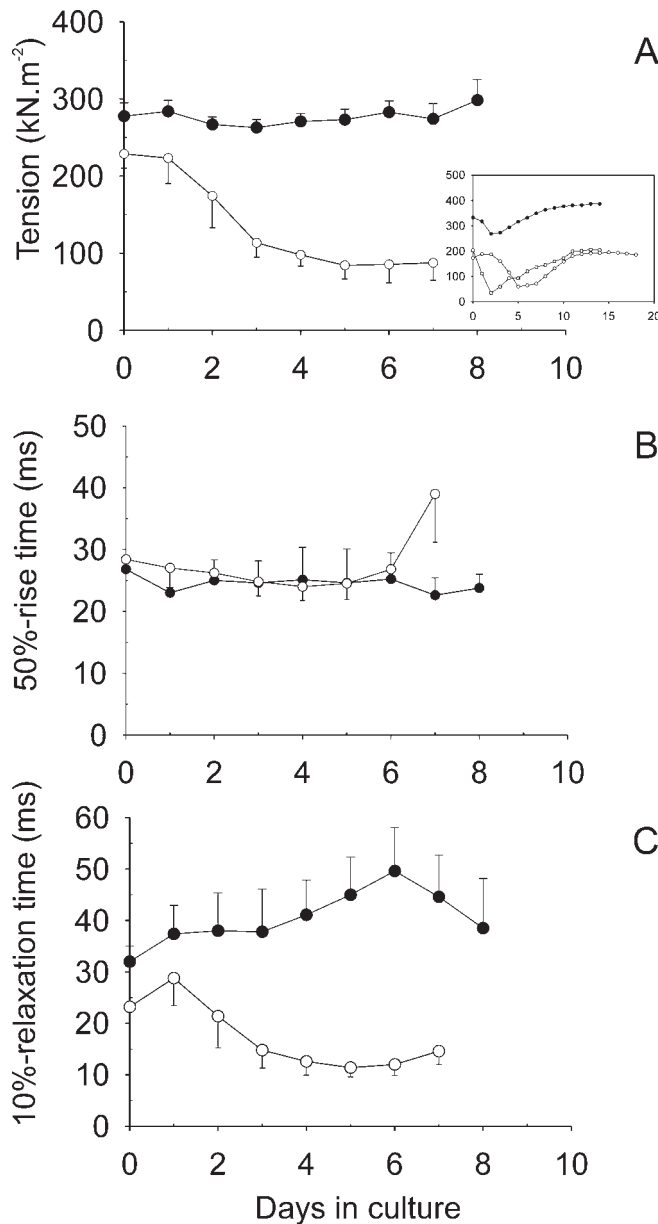 A
Tension (kN.m-2)
400
300
200
100
0
0 2 4 6 8 10
500
400
300
200
100
0
0 5 10 15 20
B
50%-rise time (ms)
50
40
30
20
10
0
0 2 4 6 8 10
C
10%-relaxation time (ms)
60
50
40
30
20
10
0
0 2 4 6 8 10
Days in culture